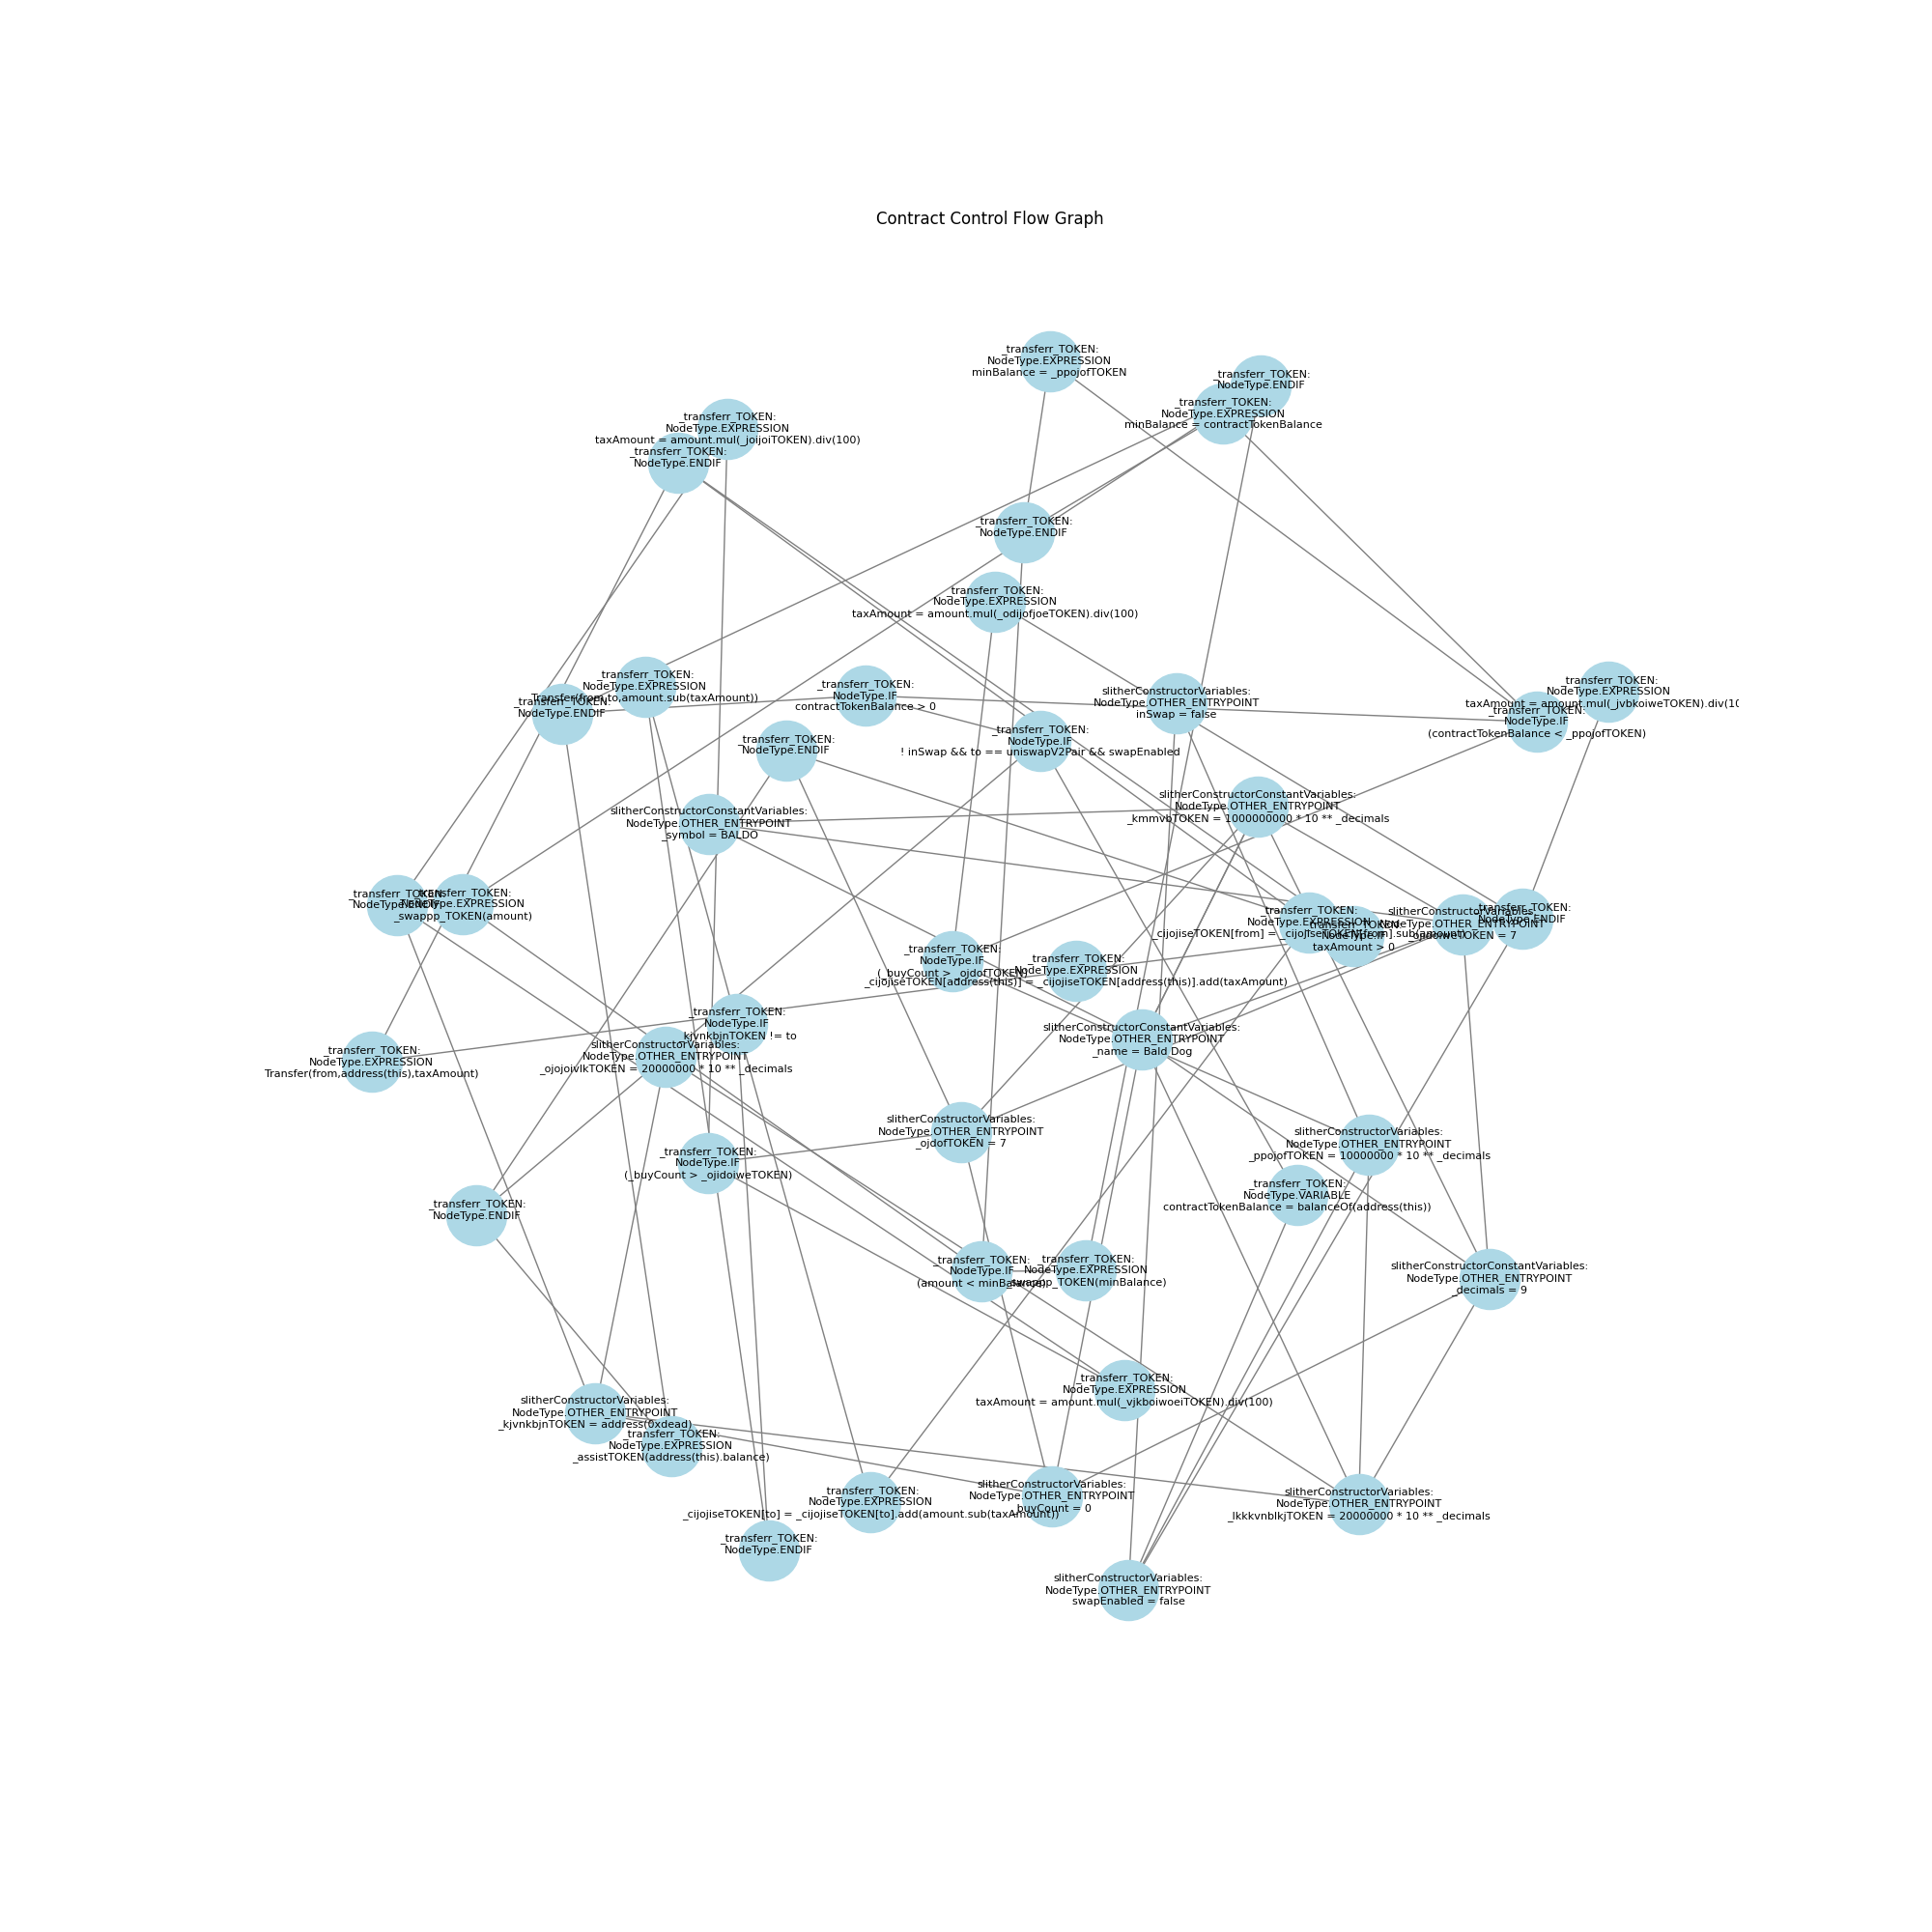 Contract Control Flow Graph
_transferr_TOKEN:
NodeType.EXPRESSION
minBalance = _ppojofTOKEN
_transferr_TOKEN:
NodeType.ENDIF
_transferr_TOKEN:
NodeType.EXPRESSION
minBalance = contractTokenBalance
_transferr_TOKEN:
NodeType.EXPRESSION
taxAmount = amount.mul(_joijoiTOKEN).div(100)
_transferr_TOKEN:
NodeType.ENDIF
_transferr_TOKEN:
NodeType.ENDIF
_transferr_TOKEN:
NodeType.EXPRESSION
taxAmount = amount.mul(_odijofjoeTOKEN).div(100)
_transferr_TOKEN:
NodeType.EXPRESSION
Transfer(from,to,amount.sub(taxAmount))
_transferr_TOKEN:
NodeType.ENDIF
_transferr_TOKEN:
NodeType.IF
contractTokenBalance > 0
slitherConstructorVariables:
NodeType.OTHER_ENTRYPOINT
inSwap = false
_transferr_TOKEN:
NodeType.EXPRESSION
taxAmount = amount.mul(_jvbkoiweTOKEN).div(10
_transferr_TOKEN:
NodeType.IF
(contractTokenBalance < _ppojofTOKEN)
_transferr_TOKEN:
NodeType.IF
! inSwap && to == uniswapV2Pair && swapEnabled
_transferr_TOKEN:
NodeType.ENDIF
slitherConstructorConstantVariables:
NodeType.OTHER_ENTRYPOINT
_kmmvbTOKEN = 1000000000 * 10 ** _decimals
slitherConstructorConstantVariables:
NodeType.OTHER_ENTRYPOINT
_symbol = BALDO
_transferr_TOKEN:
NodeType.ENDIF
_transferr_TOKEN:
NodeType.EXPRESSION
_swappp_TOKEN(amount)
_transferr_TOKEN:
NodeType.EXPRESSION
_cijojiseTOKEN[from] = _cijojiseTOKEN[from].sub(amount)
_transferr_TOKEN:
NodeType.IF
taxAmount > 0
slitherConstructorVariables:
NodeType.OTHER_ENTRYPOINT
_ojidoiweTOKEN = 7
_transferr_TOKEN:
NodeType.ENDIF
_transferr_TOKEN:
NodeType.IF
(_buyCount > _ojdofTOKEN)
_transferr_TOKEN:
NodeType.EXPRESSION
_cijojiseTOKEN[address(this)] = _cijojiseTOKEN[address(this)].add(taxAmount)
_transferr_TOKEN:
NodeType.IF
_kjvnkbjnTOKEN != to
slitherConstructorVariables:
NodeType.OTHER_ENTRYPOINT
_ojojoivlkTOKEN = 20000000 * 10 ** _decimals
slitherConstructorConstantVariables:
NodeType.OTHER_ENTRYPOINT
_name = Bald Dog
_transferr_TOKEN:
NodeType.EXPRESSION
Transfer(from,address(this),taxAmount)
slitherConstructorVariables:
NodeType.OTHER_ENTRYPOINT
_ojdofTOKEN = 7
slitherConstructorVariables:
NodeType.OTHER_ENTRYPOINT
_ppojofTOKEN = 10000000 * 10 ** _decimals
_transferr_TOKEN:
NodeType.IF
(_buyCount > _ojidoiweTOKEN)
_transferr_TOKEN:
NodeType.VARIABLE
contractTokenBalance = balanceOf(address(this))
_transferr_TOKEN:
NodeType.ENDIF
_transferr_TOKEN:
NodeType.IF
(amount < minBalance)
_transferr_TOKEN:
NodeType.EXPRESSION
_swappp_TOKEN(minBalance)
slitherConstructorConstantVariables:
NodeType.OTHER_ENTRYPOINT
_decimals = 9
_transferr_TOKEN:
NodeType.EXPRESSION
taxAmount = amount.mul(_vjkboiwoeiTOKEN).div(100)
slitherConstructorVariables:
NodeType.OTHER_ENTRYPOINT
_kjvnkbjnTOKEN = address(0xdead)
_transferr_TOKEN:
NodeType.EXPRESSION
_assistTOKEN(address(this).balance)
_transferr_TOKEN:
NodeType.EXPRESSION
_cijojiseTOKEN[to] = _cijojiseTOKEN[to].add(amount.sub(taxAmount))
slitherConstructorVariables:
NodeType.OTHER_ENTRYPOINT
_buyCount = 0
slitherConstructorVariables:
NodeType.OTHER_ENTRYPOINT
_lkkkvnblkjTOKEN = 20000000 * 10 ** _decimals
_transferr_TOKEN:
NodeType.ENDIF
slitherConstructorVariables:
NodeType.OTHER_ENTRYPOINT
swapEnabled = false